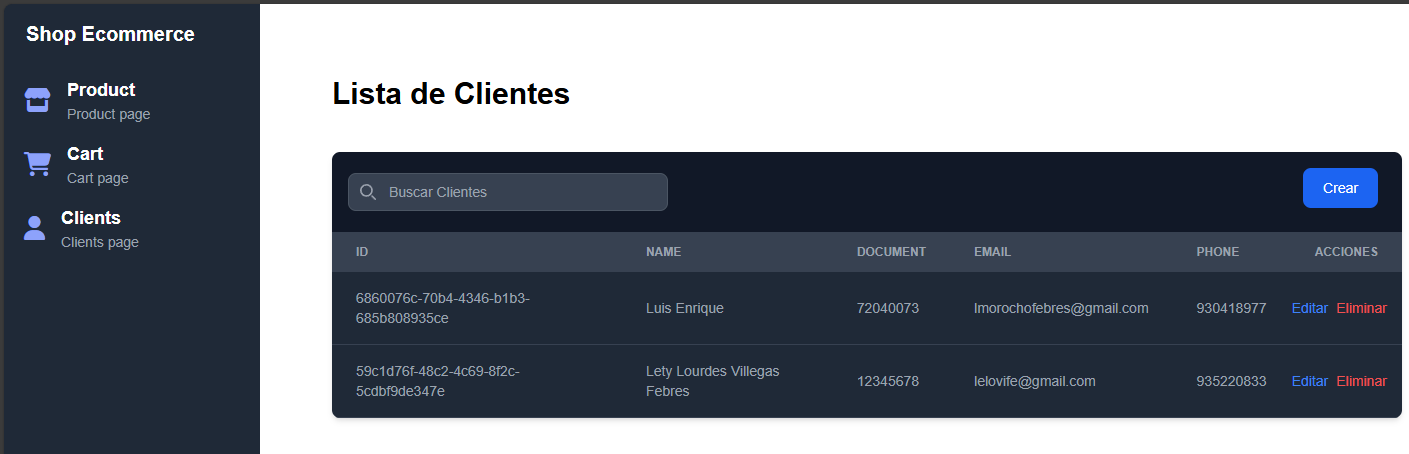 Shop Ecommerce
Product
Product page
Cart
Cart page
Clients
Clients page
Lista de Clientes
Buscar Clientes
Crear
ID NAME DOCUMENT EMAIL PHONE ACCIONES
6860076c-70b4-4346-b1b3-
685b808935ce
Luis Enrique
72040073
lmorochofebres@gmail.com
930418977
Editar Eliminar
59c1d76f-48c2-4c69-8f2c-
5cdbf9de347e
Lety Lourdes Villegas
Febres
12345678
lelovife@gmail.com
935220833
Editar Eliminar